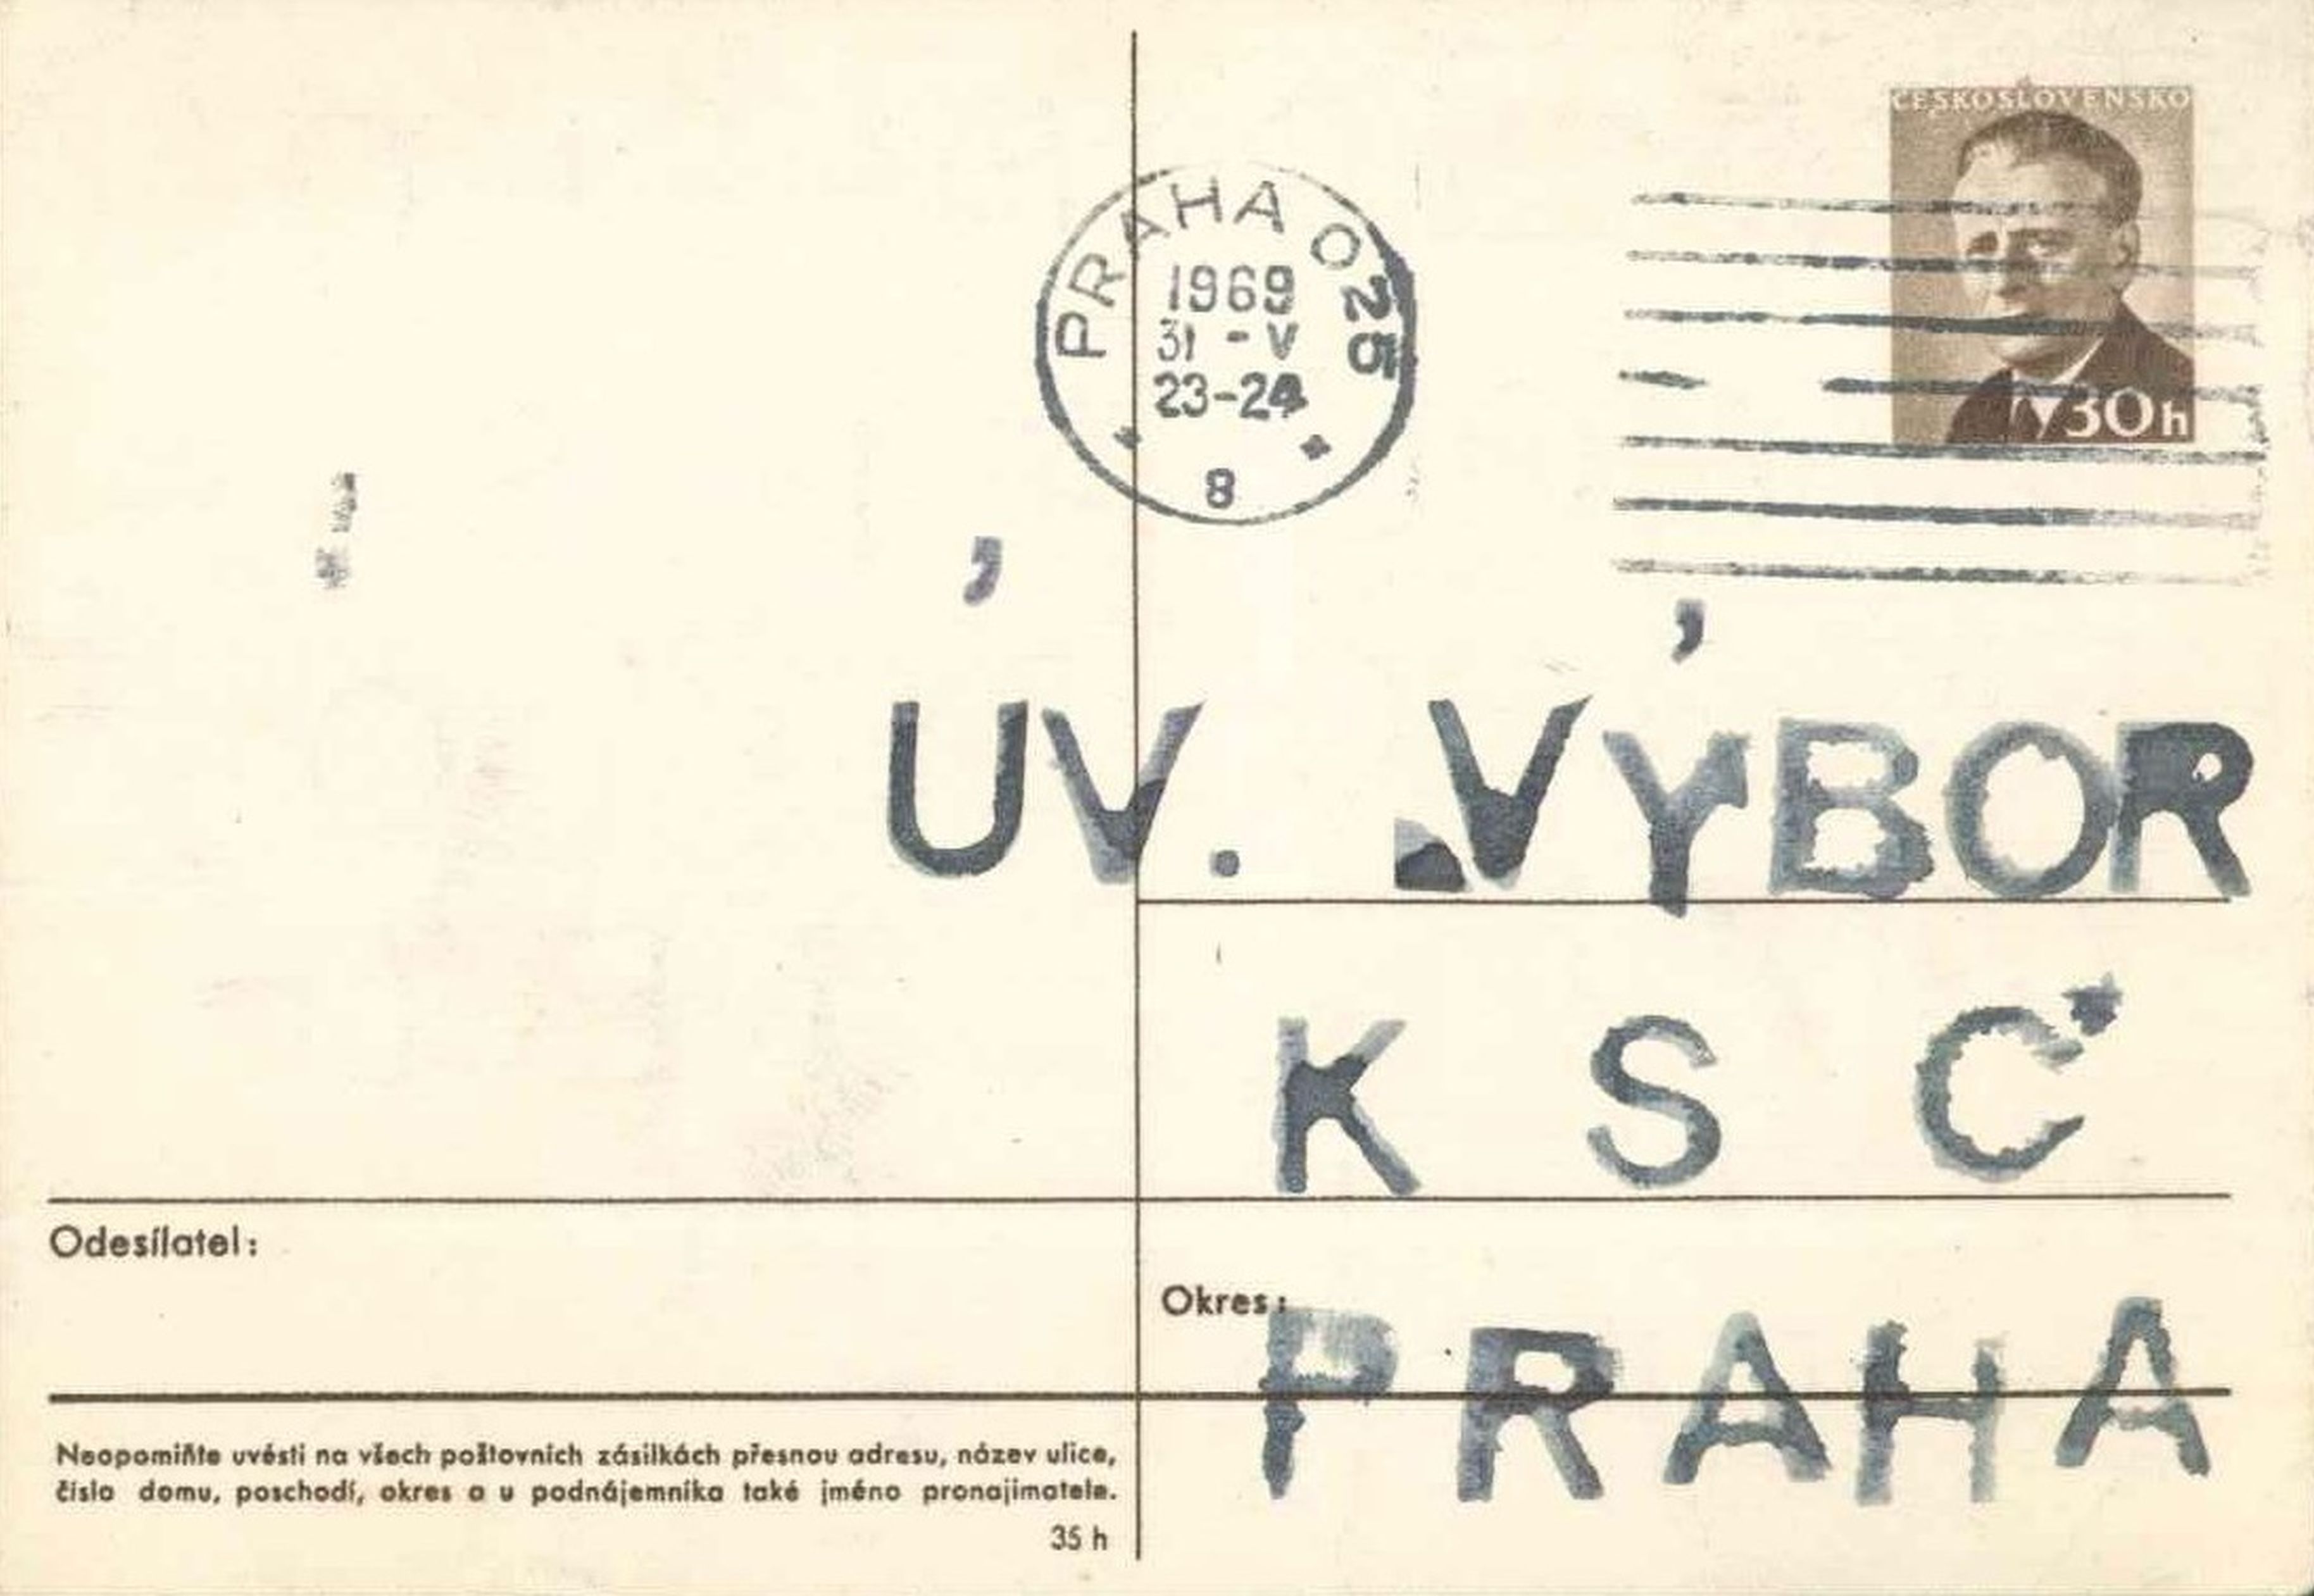 ČESKOSLOVENSKO
30h
PRAHA 025
1969
31 - V
23-24
8
ÚV. VÝBOR
K S Č
Odesílatel:
Okres:
PRAHA
Neopomiňte uvésti na všech poštovních zásilkách přesnou adresu, název ulice,
číslo domu, poschodí, okres a u podnájemníka také jméno pronajimatele.
35 h